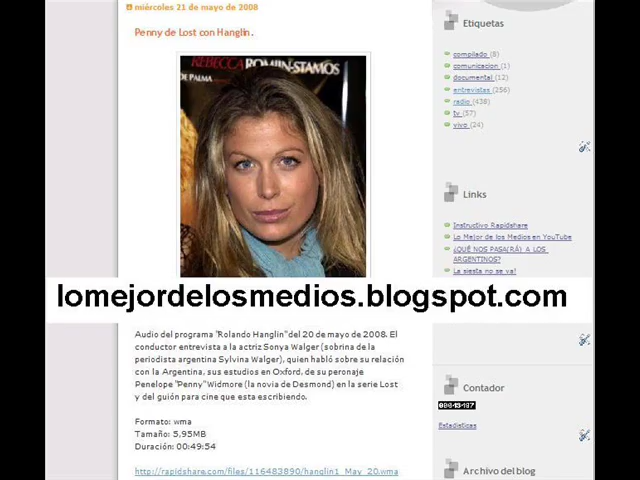 miércoles 21 de mayo de 2008
Penny de Lost con Hanglin.
REBECCA ROMIJN-STAMOS
DE PALMA
lomejordelosmedios.blogspot.com
Audio del programa "Rolando Hanglin" del 20 de mayo de 2008. El
conductor entrevista a la actriz Sonya Walger (sobrina de la
periodista argentina Sylvina Walger), quien habló sobre su relación
con la Argentina, sus estudios en Oxford, de su peronaje
Penelope "Penny" Widmore (la novia de Desmond) en la serie Lost
y del guión para cine que esta escribiendo.
Formato: wma
Tamaño: 5,95MB
Duración: 00:49:54
http://rapidshare.com/files/116483890/hanglin1_May_20.wma
Etiquetas
compilado (8)
comunicacion (1)
documental (12)
entrevistas (256)
radio (438)
tv (57)
vivo (24)
Links
Instructivo Rapidshare
Lo Mejor de los Medios en YouTube
¿QUÉ NOS PASA(RÁ) A LOS
ARGENTINOS?
La siesta no se va!
Contador
Estadisticas
Archivo del blog